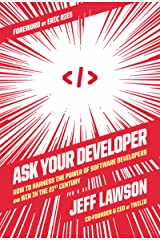 FOREWORD BY ERIC RIES
</>
ASK YOUR DEVELOPER
HOW TO HARNESS THE POWER OF SOFTWARE DEVELOPERS
AND WIN IN THE 21ST CENTURY
JEFF LAWSON
CO-FOUNDER & CEO OF TWILIO